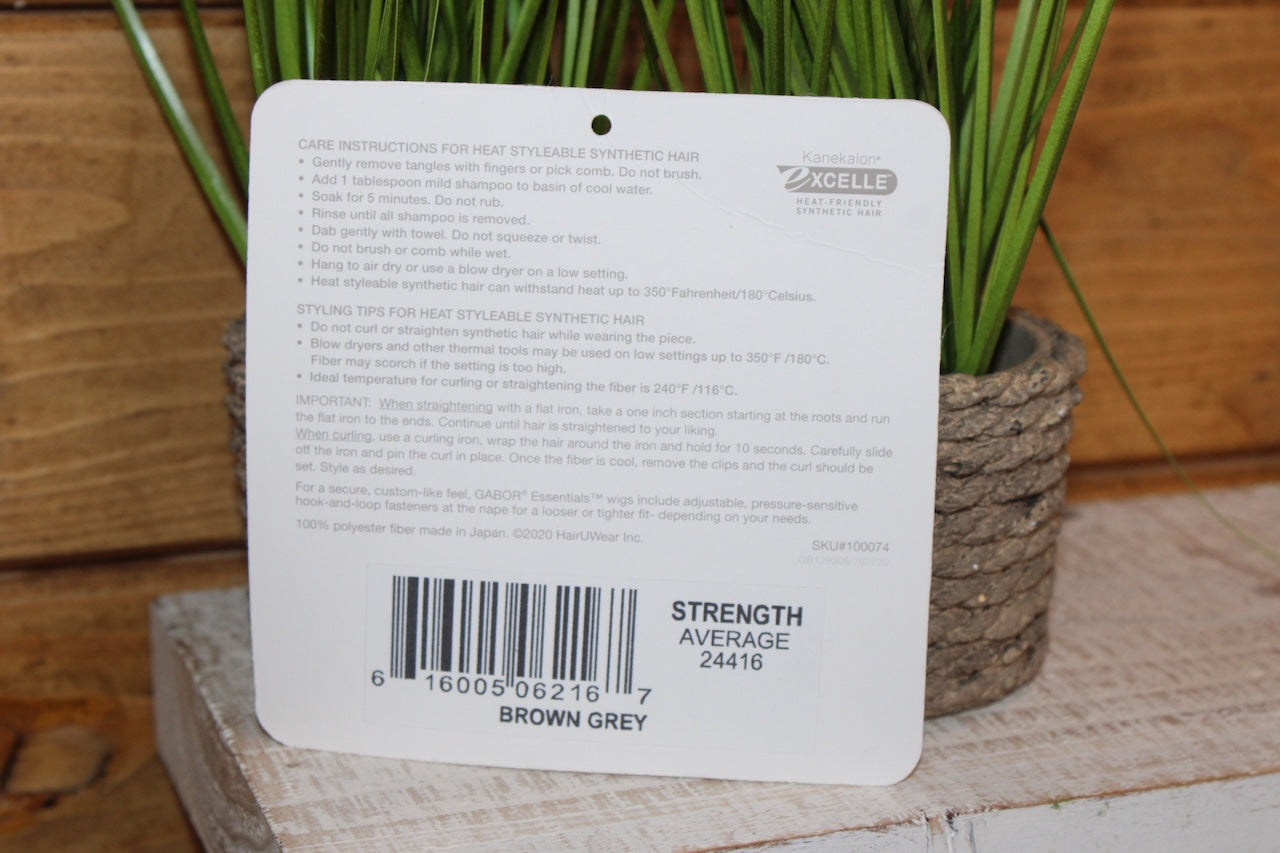 CARE INSTRUCTIONS FOR HEAT STYLEABLE SYNTHETIC HAIR
• Gently remove tangles with fingers or pick comb. Do not brush.
• Add 1 tablespoon mild shampoo to basin of cool water.
• Soak for 5 minutes. Do not rub.
• Rinse until all shampoo is removed.
• Dab gently with towel. Do not squeeze or twist.
• Do not brush or comb while wet.
• Hang to air dry or use a blow dryer on a low setting.
• Heat styleable synthetic hair can withstand heat up to 350°Fahrenheit/180°Celsius.
Kanekalon®
EXCELLE™
HEAT-FRIENDLY
SYNTHETIC HAIR
STYLING TIPS FOR HEAT STYLEABLE SYNTHETIC HAIR
• Do not curl or straighten synthetic hair while wearing the piece.
• Blow dryers and other thermal tools may be used on low settings up to 350°F /180°C.
Fiber may scorch if the setting is too high.
• Ideal temperature for curling or straightening the fiber is 240°F /116°C.
IMPORTANT: When straightening with a flat iron, take a one inch section starting at the roots and run
the flat iron to the ends. Continue until hair is straightened to your liking.
When curling, use a curling iron, wrap the hair around the iron and hold for 10 seconds. Carefully slide
off the iron and pin the curl in place. Once the fiber is cool, remove the clips and the curl should be
set. Style as desired.
For a secure, custom-like feel, GABOR® Essentials™ wigs include adjustable, pressure-sensitive
hook-and-loop fasteners at the nape for a looser or tighter fit- depending on your needs.
100% polyester fiber made in Japan. ©2020 HairUWear Inc.
SKU#100074
STRENGTH
AVERAGE
24416
6 16005 06216 7
BROWN GREY